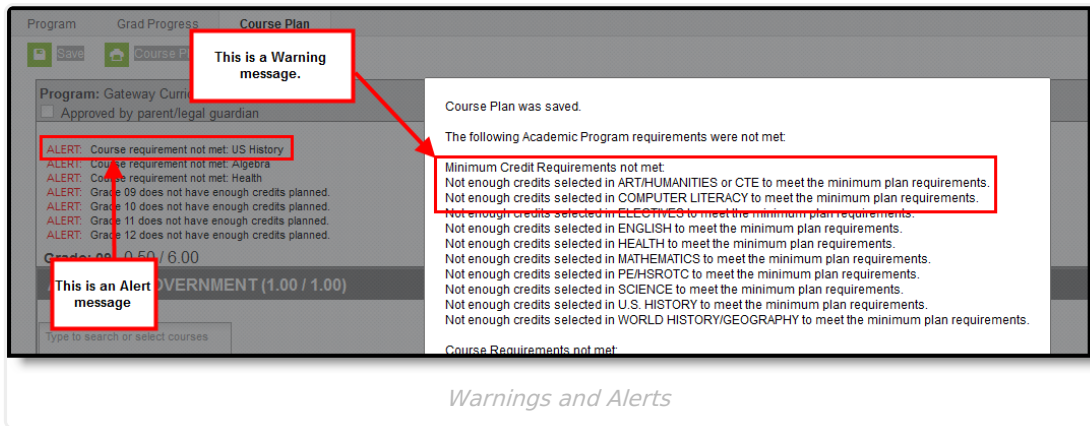 Program Grad Progress Course Plan
Save Course Pl
This is a Warning message.
Program: Gateway Curri
Approved by parent/legal guardian
ALERT: Course requirement not met: US History
ALERT: Course requirement not met: Algebra
ALERT: Course requirement not met: Health
ALERT: Grade 09 does not have enough credits planned.
ALERT: Grade 10 does not have enough credits planned.
ALERT: Grade 11 does not have enough credits planned.
ALERT: Grade 12 does not have enough credits planned.
Grade: 09 0.50 / 6.00
This is an Alert message
OVERNMENT (1.00 / 1.00)
Type to search or select courses
Course Plan was saved.
The following Academic Program requirements were not met:
Minimum Credit Requirements not met:
Not enough credits selected in ART/HUMANITIES or CTE to meet the minimum plan requirements.
Not enough credits selected in COMPUTER LITERACY to meet the minimum plan requirements.
Not enough credits selected in ELECTIVES to meet the minimum plan requirements.
Not enough credits selected in ENGLISH to meet the minimum plan requirements.
Not enough credits selected in HEALTH to meet the minimum plan requirements.
Not enough credits selected in MATHEMATICS to meet the minimum plan requirements.
Not enough credits selected in PE/HSROTC to meet the minimum plan requirements.
Not enough credits selected in SCIENCE to meet the minimum plan requirements.
Not enough credits selected in U.S. HISTORY to meet the minimum plan requirements.
Not enough credits selected in WORLD HISTORY/GEOGRAPHY to meet the minimum plan requirements.
Course Requirements not met:
Warnings and Alerts